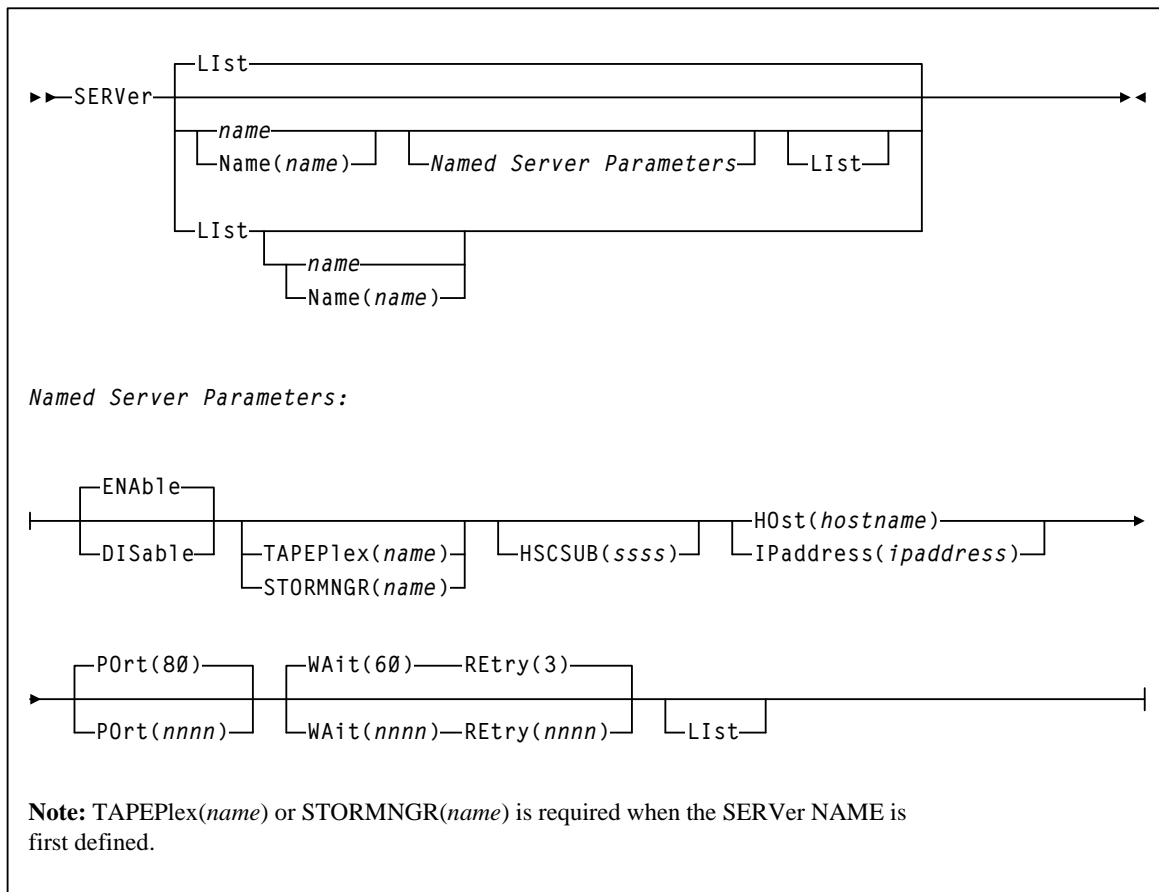 LIst
SERVer
name
Name(name) Named Server Parameters LIst
LIst
name
Name(name)
Named Server Parameters:
ENAble
HOst(hostname)
DISable TAPEPlex(name) HSCSUB(ssss) IPaddress(ipaddress)
STORMNGR(name)
POrt(8Ø) WAit(6Ø) REtry(3)
POrt(nnnn) WAit(nnnn) REtry(nnnn) LIst
Note: TAPEPlex(name) or STORMNGR(name) is required when the SERVer NAME is
first defined.